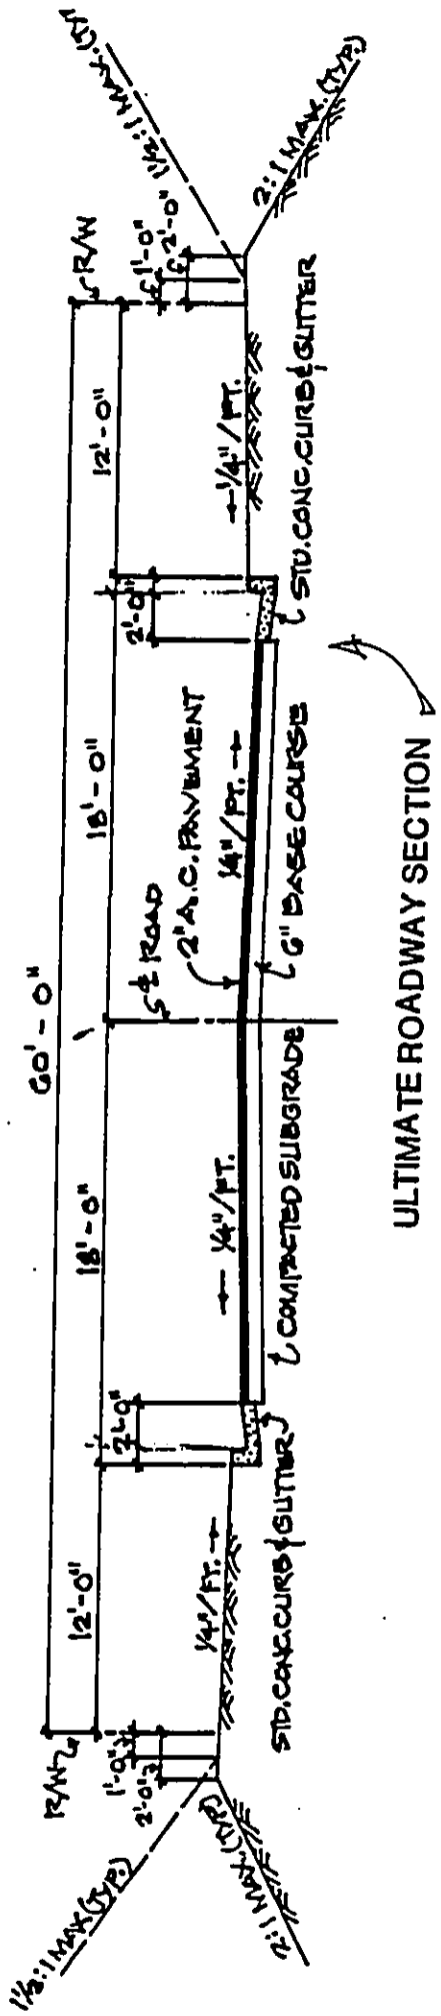 60'-0"
R/W
12'-0"
18'-0"
18'-0"
12'-0"
R/W
1'-0"
2'-0"
2'-0"
℄ ROAD
2'-0"
1'-0"
2'-0"
1½:1 MAX (TYP.)
1½:1 MAX. (TYP.
2" A.C. PAVEMENT
¼"/FT.
¼"/FT.
¼"/FT.
¼"/FT.
2:1 MAX. (TYP.)
2:1 MAX. (TYP.)
STD. CONC. CURB & GUTTER
COMPACTED SUBGRADE
6" BASE COURSE
STD. CONC. CURB & GUTTER
ULTIMATE ROADWAY SECTION